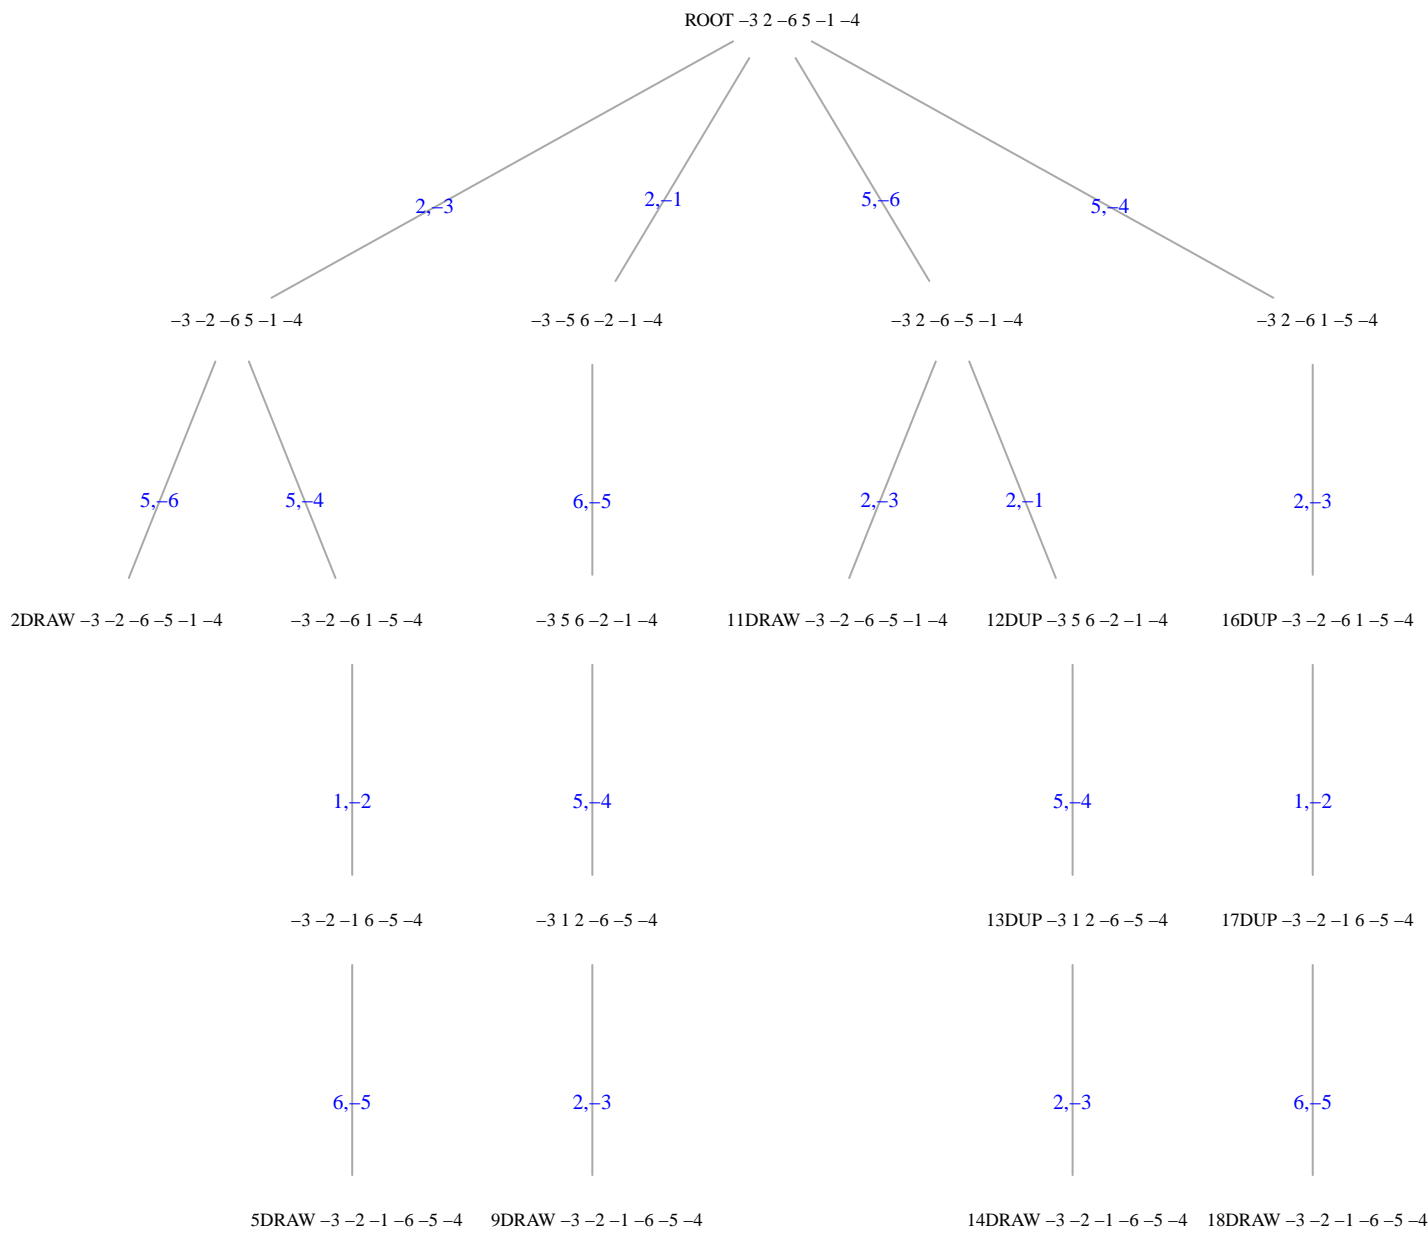 ROOT –3 2 –6 5 –1 –4
2,–3
2,–1
5,–6
5,–4
–3 –2 –6 5 –1 –4
–3 –5 6 –2 –1 –4
–3 2 –6 –5 –1 –4
–3 2 –6 1 –5 –4
5,–6
5,–4
6,–5
2,–3
2,–1
2,–3
2DRAW –3 –2 –6 –5 –1 –4
–3 –2 –6 1 –5 –4
–3 5 6 –2 –1 –4
11DRAW –3 –2 –6 –5 –1 –4
12DUP –3 5 6 –2 –1 –4
16DUP –3 –2 –6 1 –5 –4
1,–2
5,–4
5,–4
1,–2
–3 –2 –1 6 –5 –4
–3 1 2 –6 –5 –4
13DUP –3 1 2 –6 –5 –4
17DUP –3 –2 –1 6 –5 –4
6,–5
2,–3
2,–3
6,–5
5DRAW –3 –2 –1 –6 –5 –4
9DRAW –3 –2 –1 –6 –5 –4
14DRAW –3 –2 –1 –6 –5 –4
18DRAW –3 –2 –1 –6 –5 –4